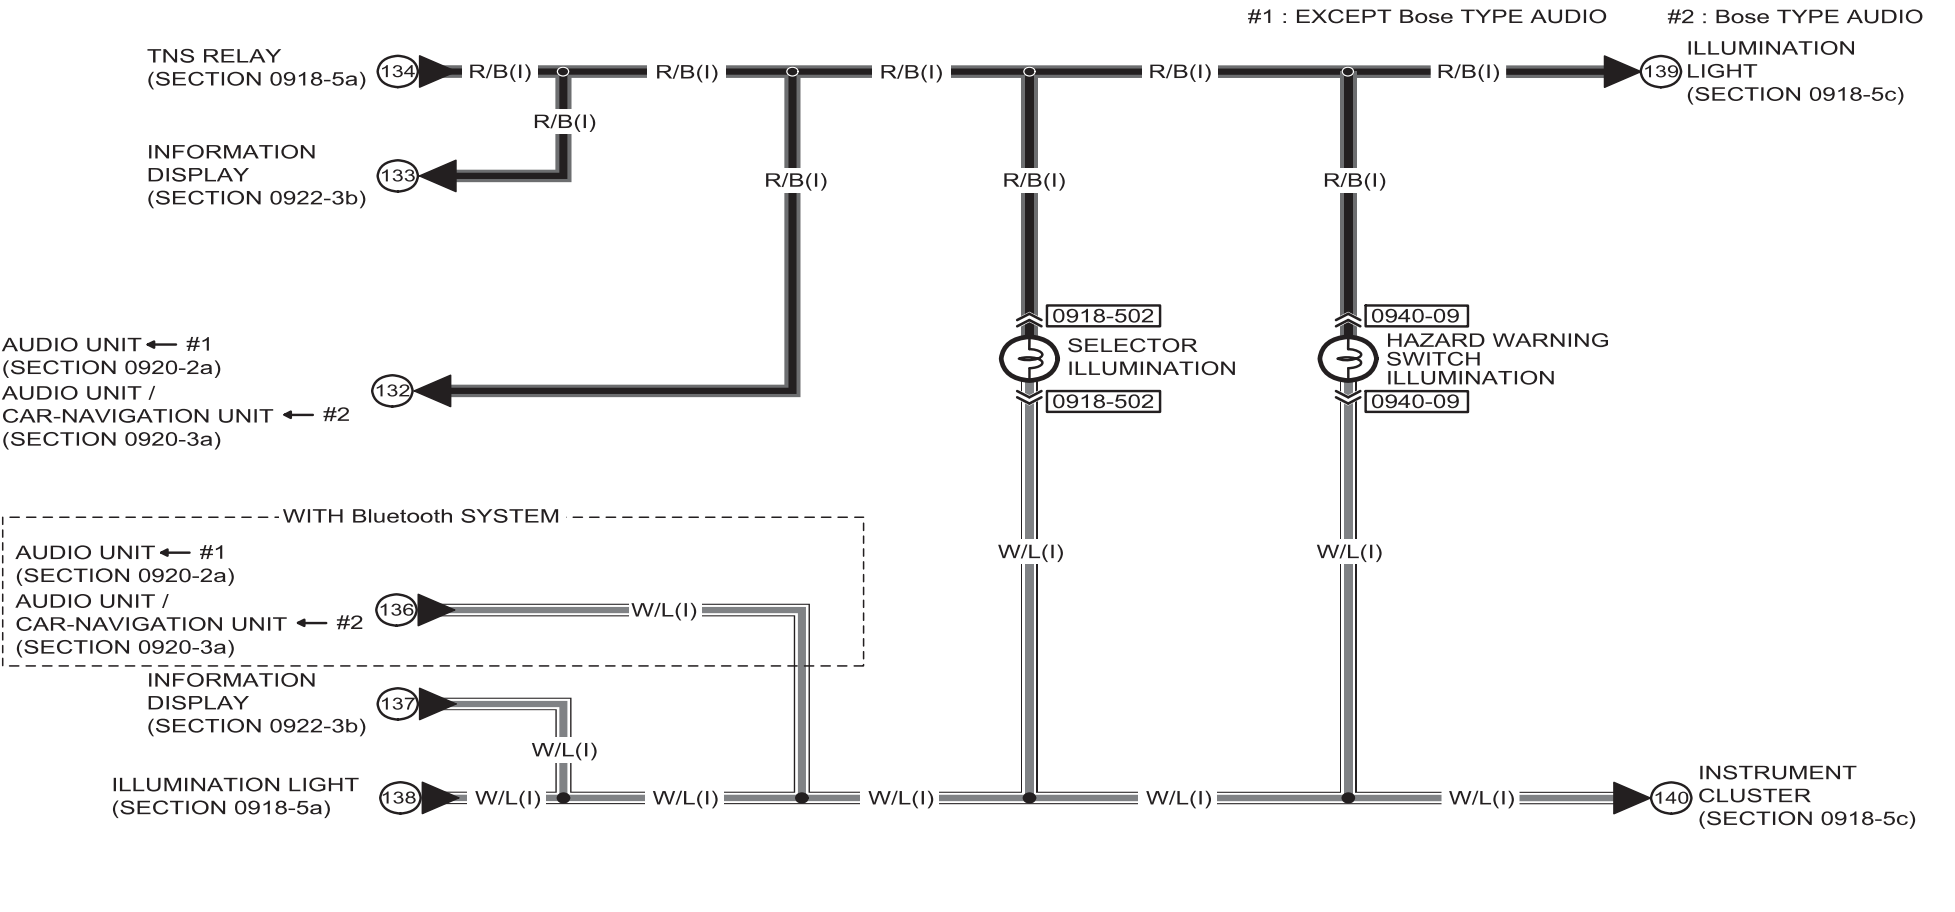 #1 : EXCEPT Bose TYPE AUDIO #2 : Bose TYPE AUDIO
TNS RELAY
(SECTION 0918-5a)
134
R/B(I) R/B(I) R/B(I) R/B(I) R/B(I)
139
ILLUMINATION
LIGHT
(SECTION 0918-5c)
R/B(I)
INFORMATION
DISPLAY
(SECTION 0922-3b)
133
R/B(I) R/B(I) R/B(I)
0918-502
SELECTOR
ILLUMINATION
0918-502
0940-09
HAZARD WARNING
SWITCH
ILLUMINATION
0940-09
AUDIO UNIT ← #1
(SECTION 0920-2a)
AUDIO UNIT /
CAR-NAVIGATION UNIT ← #2
(SECTION 0920-3a)
132
WITH Bluetooth SYSTEM
AUDIO UNIT ← #1
(SECTION 0920-2a)
AUDIO UNIT /
CAR-NAVIGATION UNIT ← #2
(SECTION 0920-3a)
136
W/L(I)
W/L(I) W/L(I)
INFORMATION
DISPLAY
(SECTION 0922-3b)
137
W/L(I)
ILLUMINATION LIGHT
(SECTION 0918-5a)
138
W/L(I) W/L(I) W/L(I) W/L(I) W/L(I)
140
INSTRUMENT
CLUSTER
(SECTION 0918-5c)